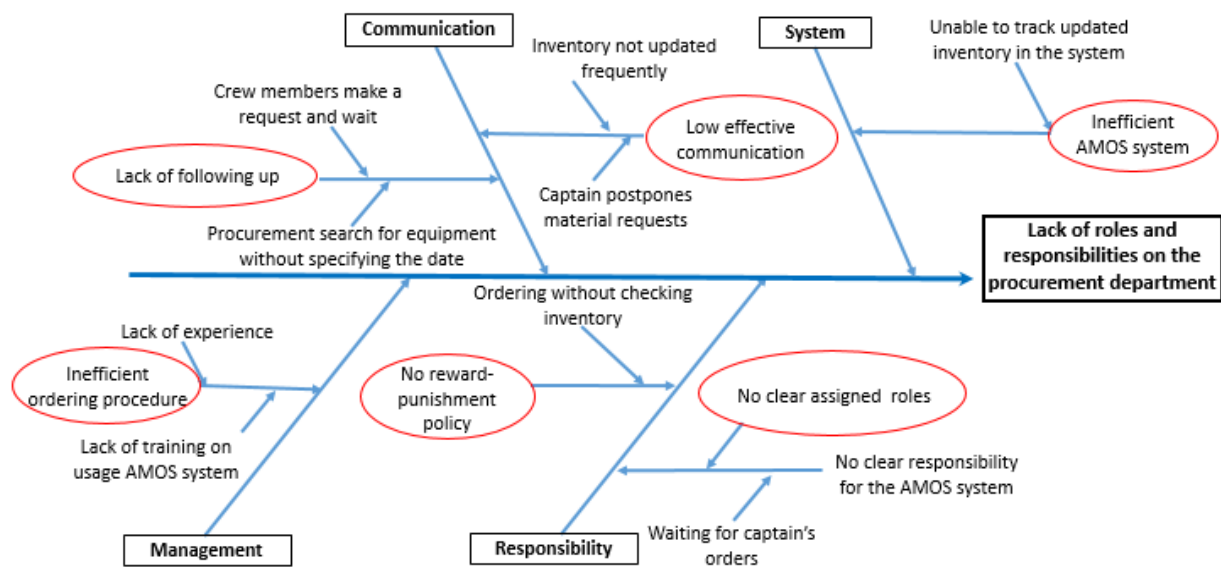 Communication
System
Inventory not updated
frequently
Unable to track updated
inventory in the system
Crew members make a
request and wait
Low effective
communication
Inefficient
AMOS system
Lack of following up
Captain postpones
material requests
Procurement search for equipment
without specifying the date
Lack of roles and
responsibilities on the
procurement department
Ordering without checking
inventory
Lack of experience
Inefficient
ordering procedure
No reward-
punishment
policy
No clear assigned  roles
Lack of training on
usage AMOS system
No clear responsibility
for the AMOS system
Waiting for captain's
orders
Management
Responsibility